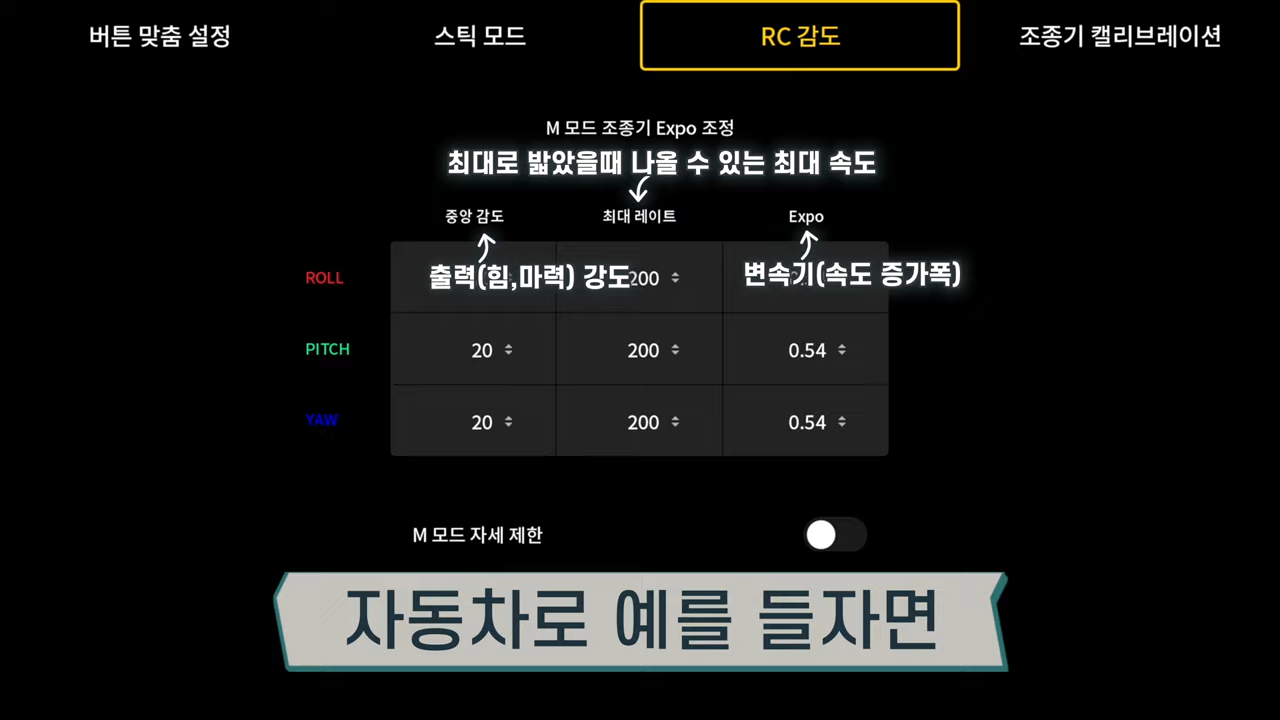 버튼 맞춤 설정 스틱 모드 RC 감도 조종기 캘리브레이션
M 모드 조종기 Expo 조정
최대로 밟았을때 나올 수 있는 최대 속도
중앙 감도 최대 레이트 Expo
ROLL 출력(힘,마력) 강도 200 변속기(속도 증가폭)
PITCH 20 200 0.54
YAW 20 200 0.54
M 모드 자세 제한
자동차로 예를 들자면